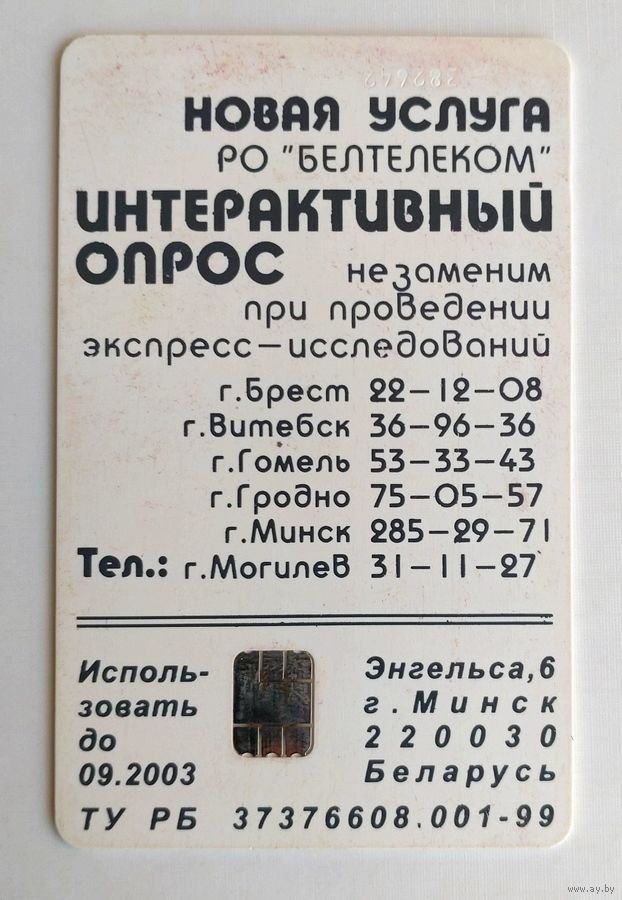 НОВАЯ УСЛУГА
РО "БЕЛТЕЛЕКОМ"
ИНТЕРАКТИВНЫЙ
ОПРОС незаменим
при проведении
экспресс-исследований
г.Брест 22-12-08
г.Витебск 36-96-36
г.Гомель 53-33-43
г.Гродно 75-05-57
г.Минск 285-29-71
Тел.: г.Могилев 31-11-27
Исполь-
зовать
до
09.2003
Энгельса,6
г.Минск
220030
Беларусь
ТУ РБ 37376608.001-99
www.ay.by